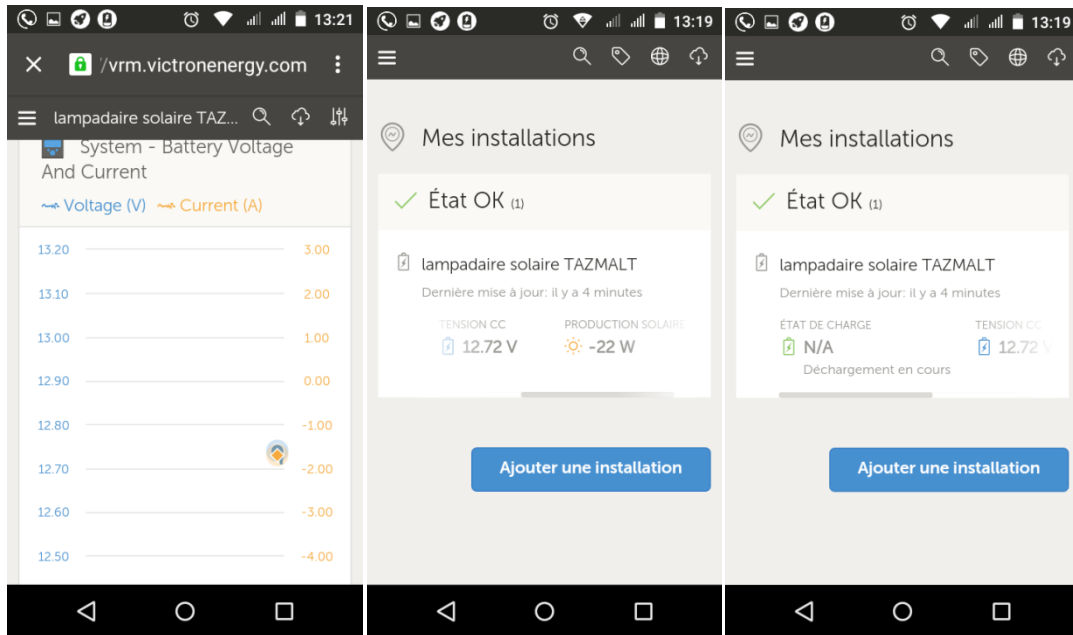 13:21
/vrm.victronenergy.com
lampadaire solaire TAZ...
System - Battery Voltage
And Current
Voltage (V) Current (A)
13.20 3.00
13.10 2.00
13.00 1.00
12.90 0.00
12.80 -1.00
12.70 -2.00
12.60 -3.00
12.50 -4.00
13:19
Mes installations
État OK (1)
lampadaire solaire TAZMALT
Dernière mise à jour: il y a 4 minutes
TENSION CC PRODUCTION SOLAIRE
12.72 V -22 W
Ajouter une installation
13:19
Mes installations
État OK (1)
lampadaire solaire TAZMALT
Dernière mise à jour: il y a 4 minutes
ÉTAT DE CHARGE TENSION CC
N/A 12.72 V
Déchargement en cours
Ajouter une installation